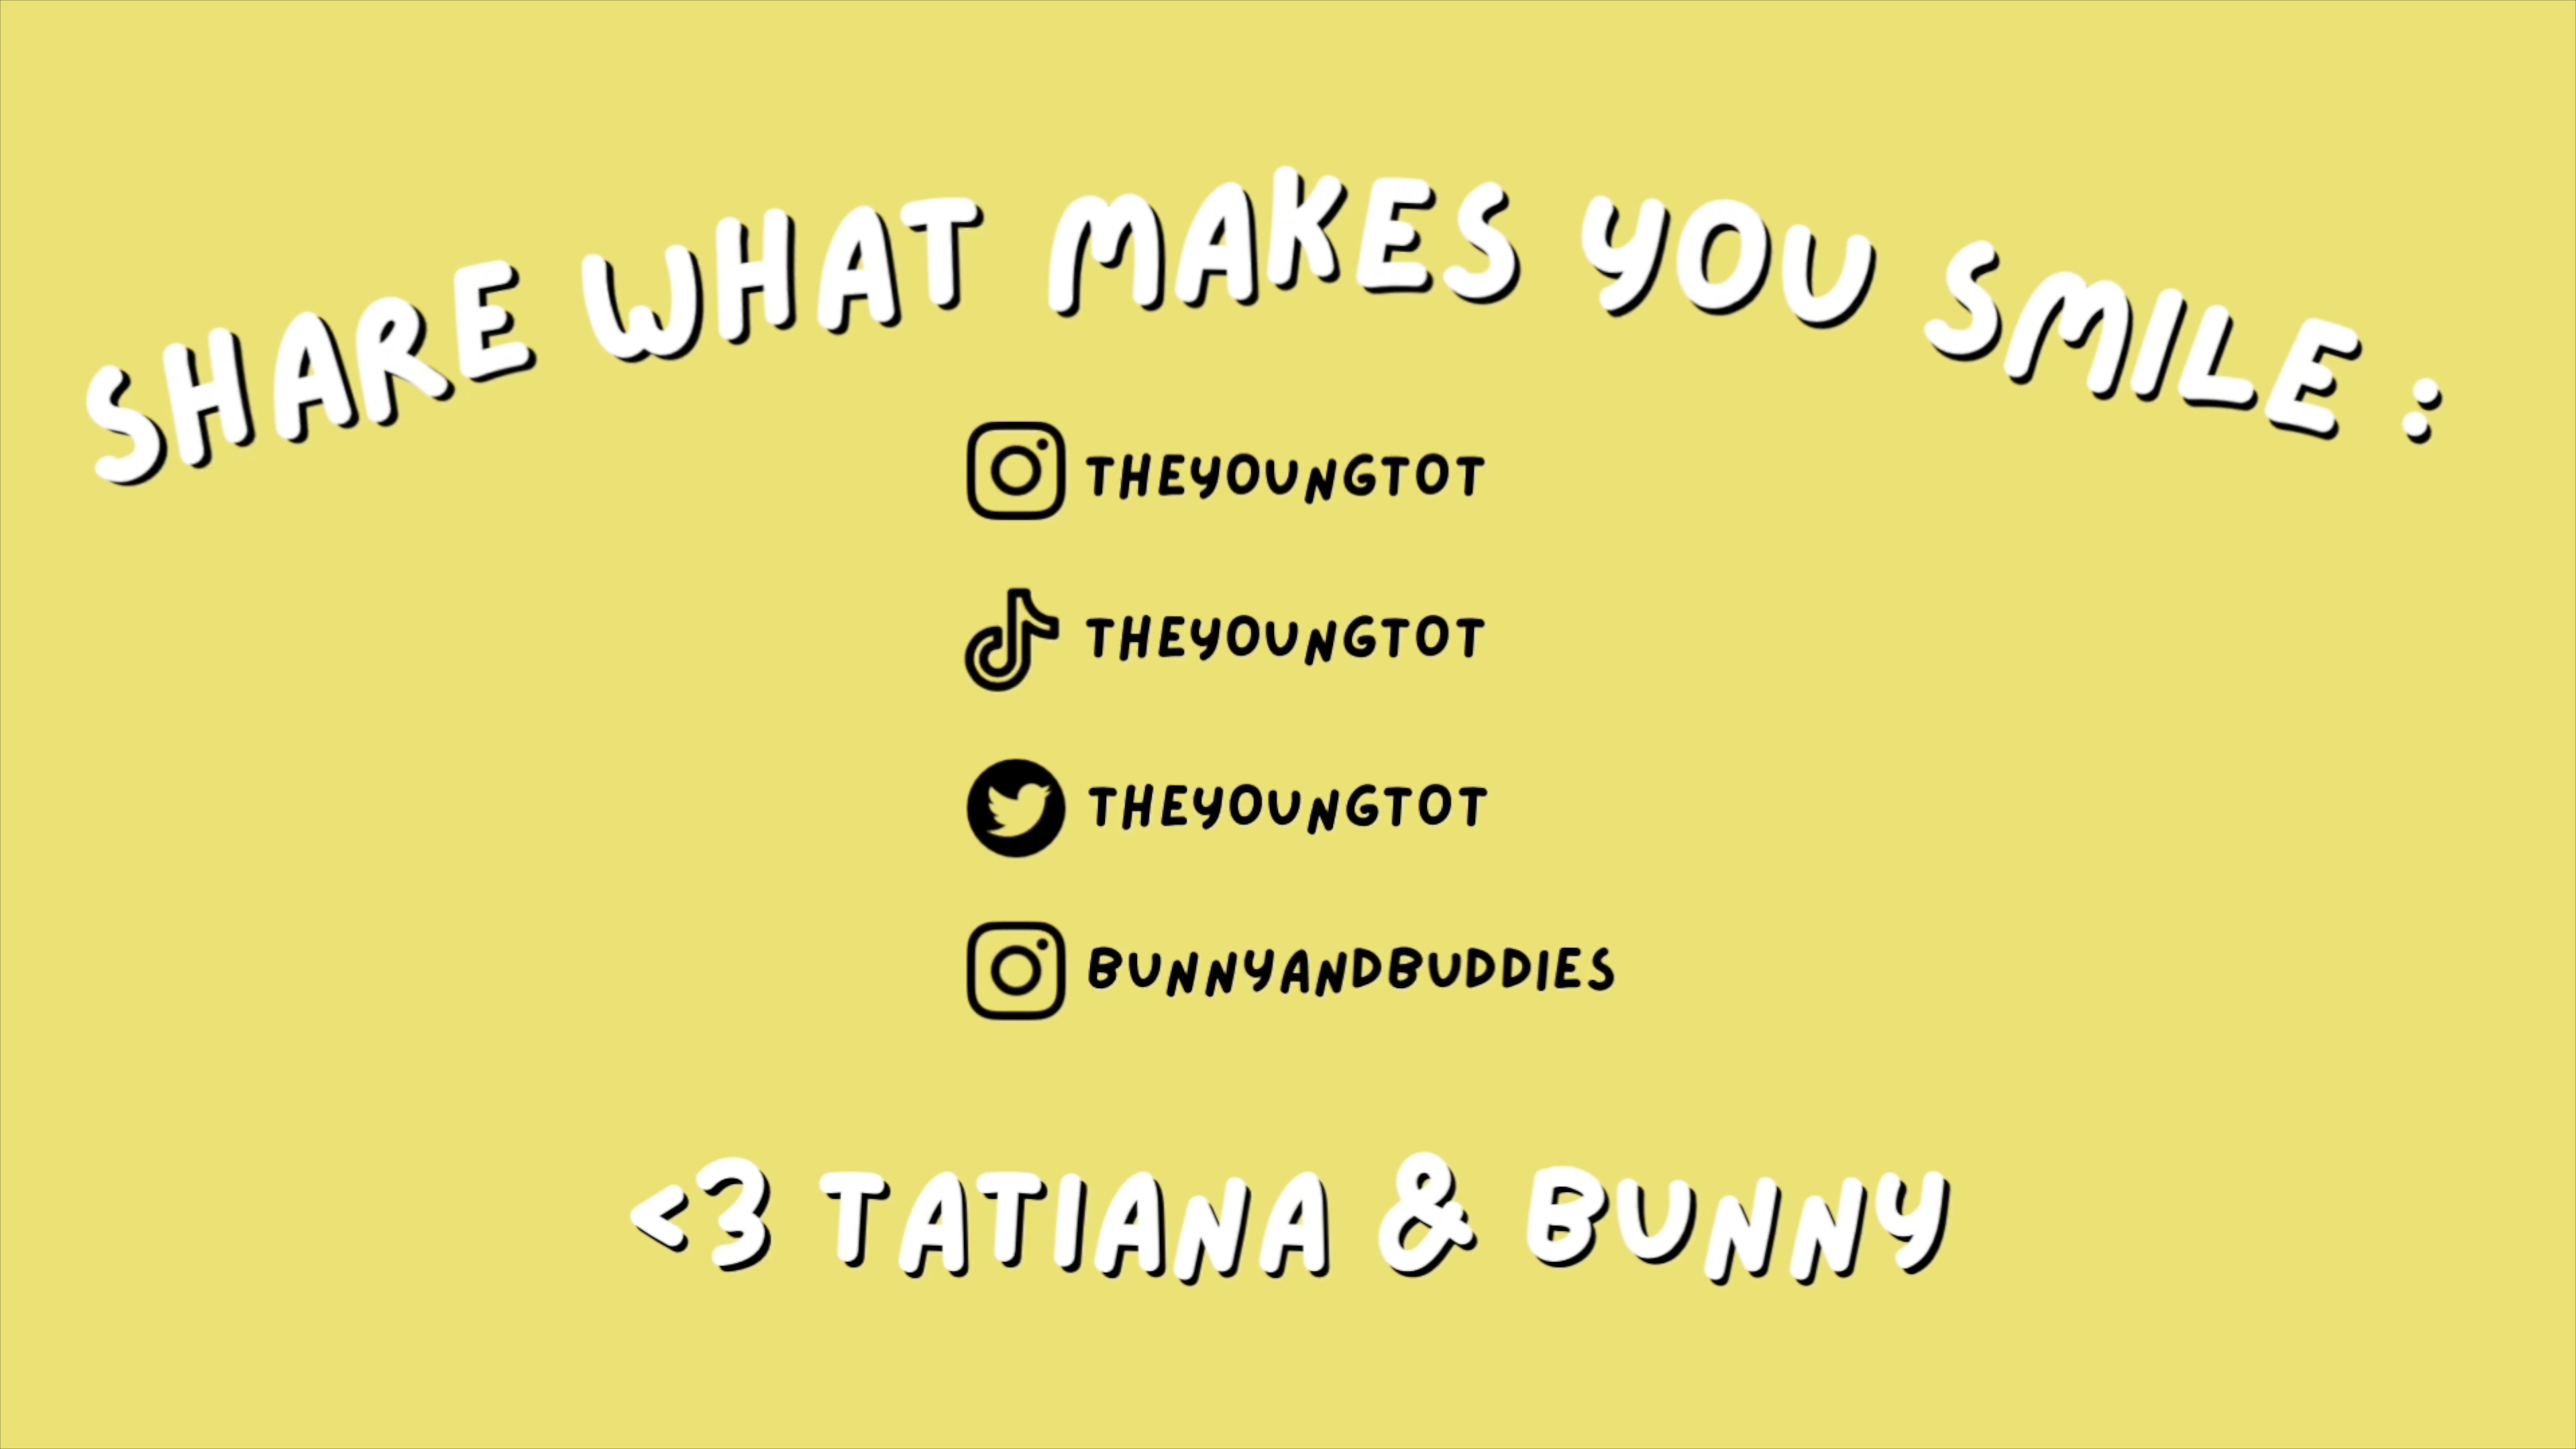 SHARE WHAT MAKES YOU SMILE :
THEYOUNGTOT
THEYOUNGTOT
THEYOUNGTOT
BUNNYANDBUDDIES
<3 TATIANA & BUNNY